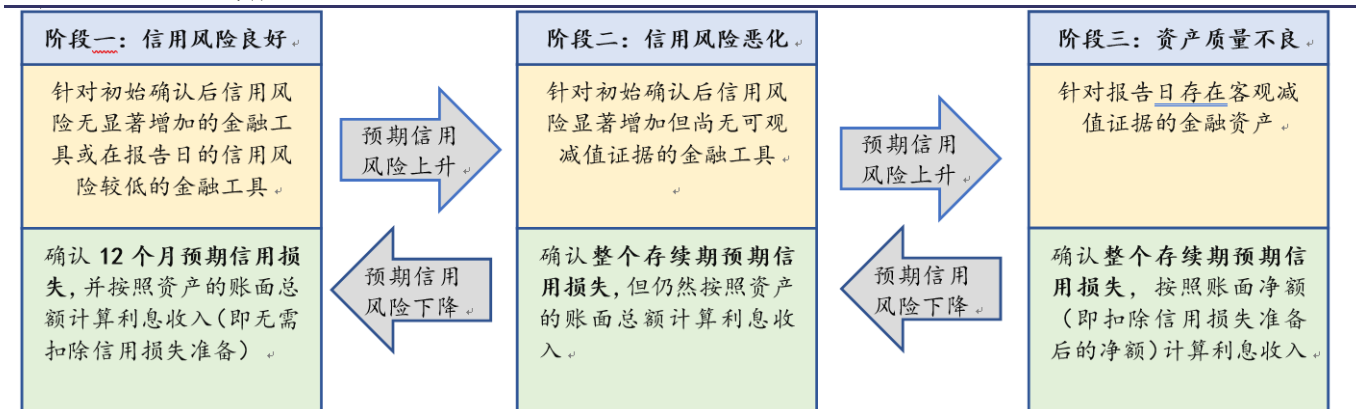 阶段一：信用风险良好
针对初始确认后信用风
险无显著增加的金融工
具或在报告日的信用风
险较低的金融工具
确认 12 个月预期信用损
失，并按照资产的账面总
额计算利息收入（即无需
扣除信用损失准备）
预期信用
风险上升
预期信用
风险下降
阶段二：信用风险恶化
针对初始确认后信用风
险显著增加但尚无可观
减值证据的金融工具
确认整个存续期预期信
用损失，但仍然按照资产
的账面总额计算利息收
入
预期信用
风险上升
预期信用
风险下降
阶段三：资产质量不良
针对报告日存在客观减
值证据的金融资产
确认整个存续期预期信
用损失，按照账面净额
（即扣除信用损失准备
后的净额）计算利息收入